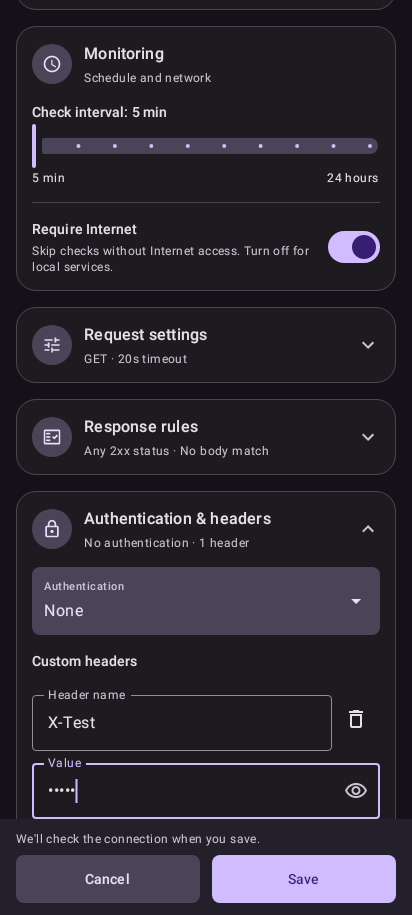 Monitoring
Schedule and network
Check interval: 5 min
5 min
24 hours
Require Internet
Skip checks without Internet access. Turn off for
local services.
Request settings
GET · 20s timeout
Response rules
Any 2xx status · No body match
Authentication & headers
No authentication · 1 header
Authentication
None
Custom headers
Header name
X-Test
Value
•••••
We'll check the connection when you save.
Cancel
Save